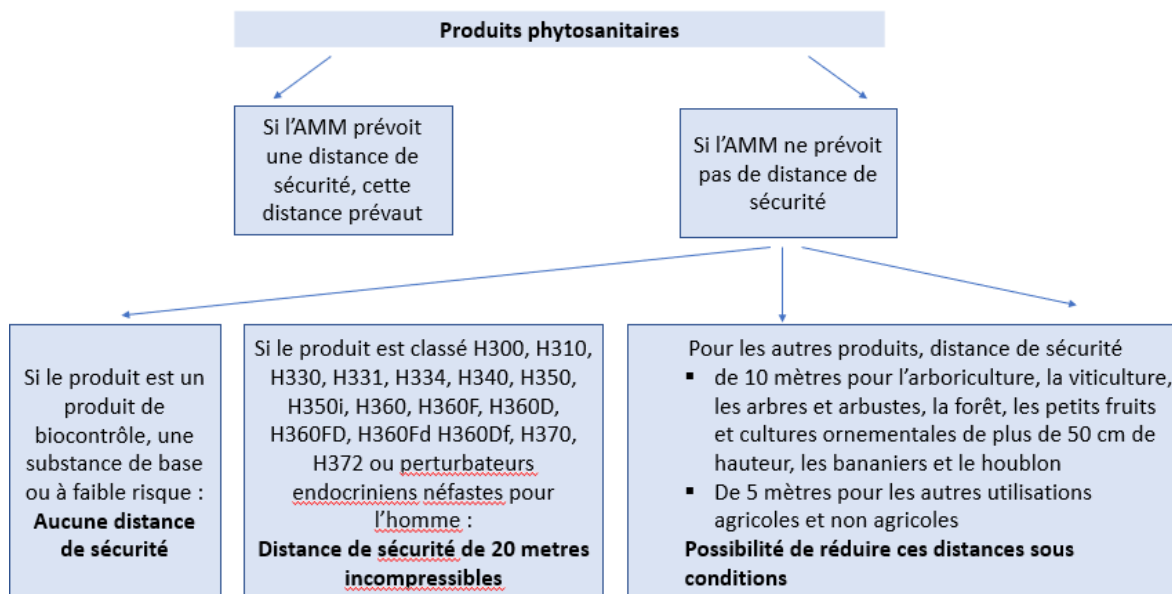 Produits phytosanitaires
Si l’AMM prévoit
une distance de
sécurité, cette
distance prévaut
Si l’AMM ne prévoit
pas de distance de
sécurité
Si le produit est un
produit de
biocontrôle, une
substance de base
ou à faible risque :
Aucune distance
de sécurité
Si le produit est classé H300, H310,
H330, H331, H334, H340, H350,
H350i, H360, H360F, H360D,
H360FD, H360Fd H360Df, H370,
H372 ou perturbateurs
endocriniens néfastes pour
l’homme :
Distance de sécurité de 20 metres
incompressibles
Pour les autres produits, distance de sécurité
▪ de 10 mètres pour l’arboriculture, la viticulture,
les arbres et arbustes, la forêt, les petits fruits
et cultures ornementales de plus de 50 cm de
hauteur, les bananiers et le houblon
▪ De 5 mètres pour les autres utilisations
agricoles et non agricoles
Possibilité de réduire ces distances sous
conditions